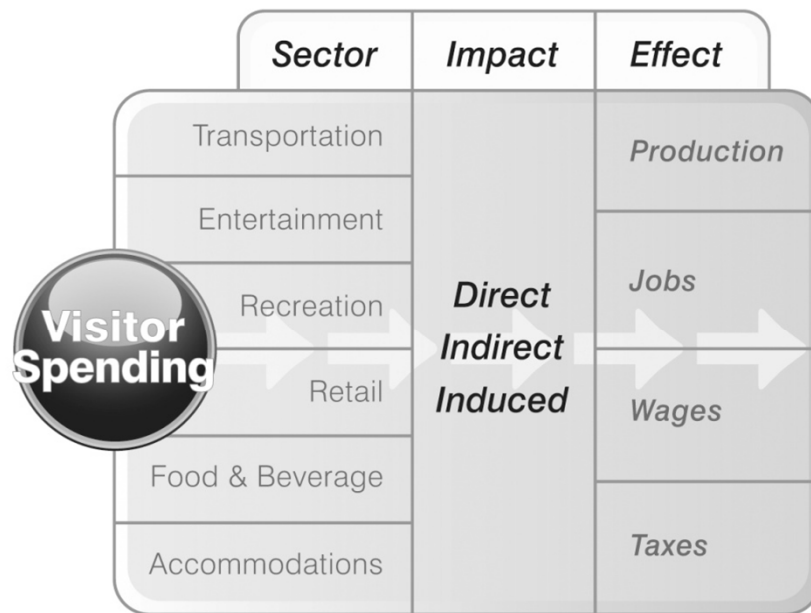 Sector
Impact
Effect
Visitor
Spending
Transportation
Entertainment
Recreation
Retail
Food & Beverage
Accommodations
Direct
Indirect
Induced
Production
Jobs
Wages
Taxes